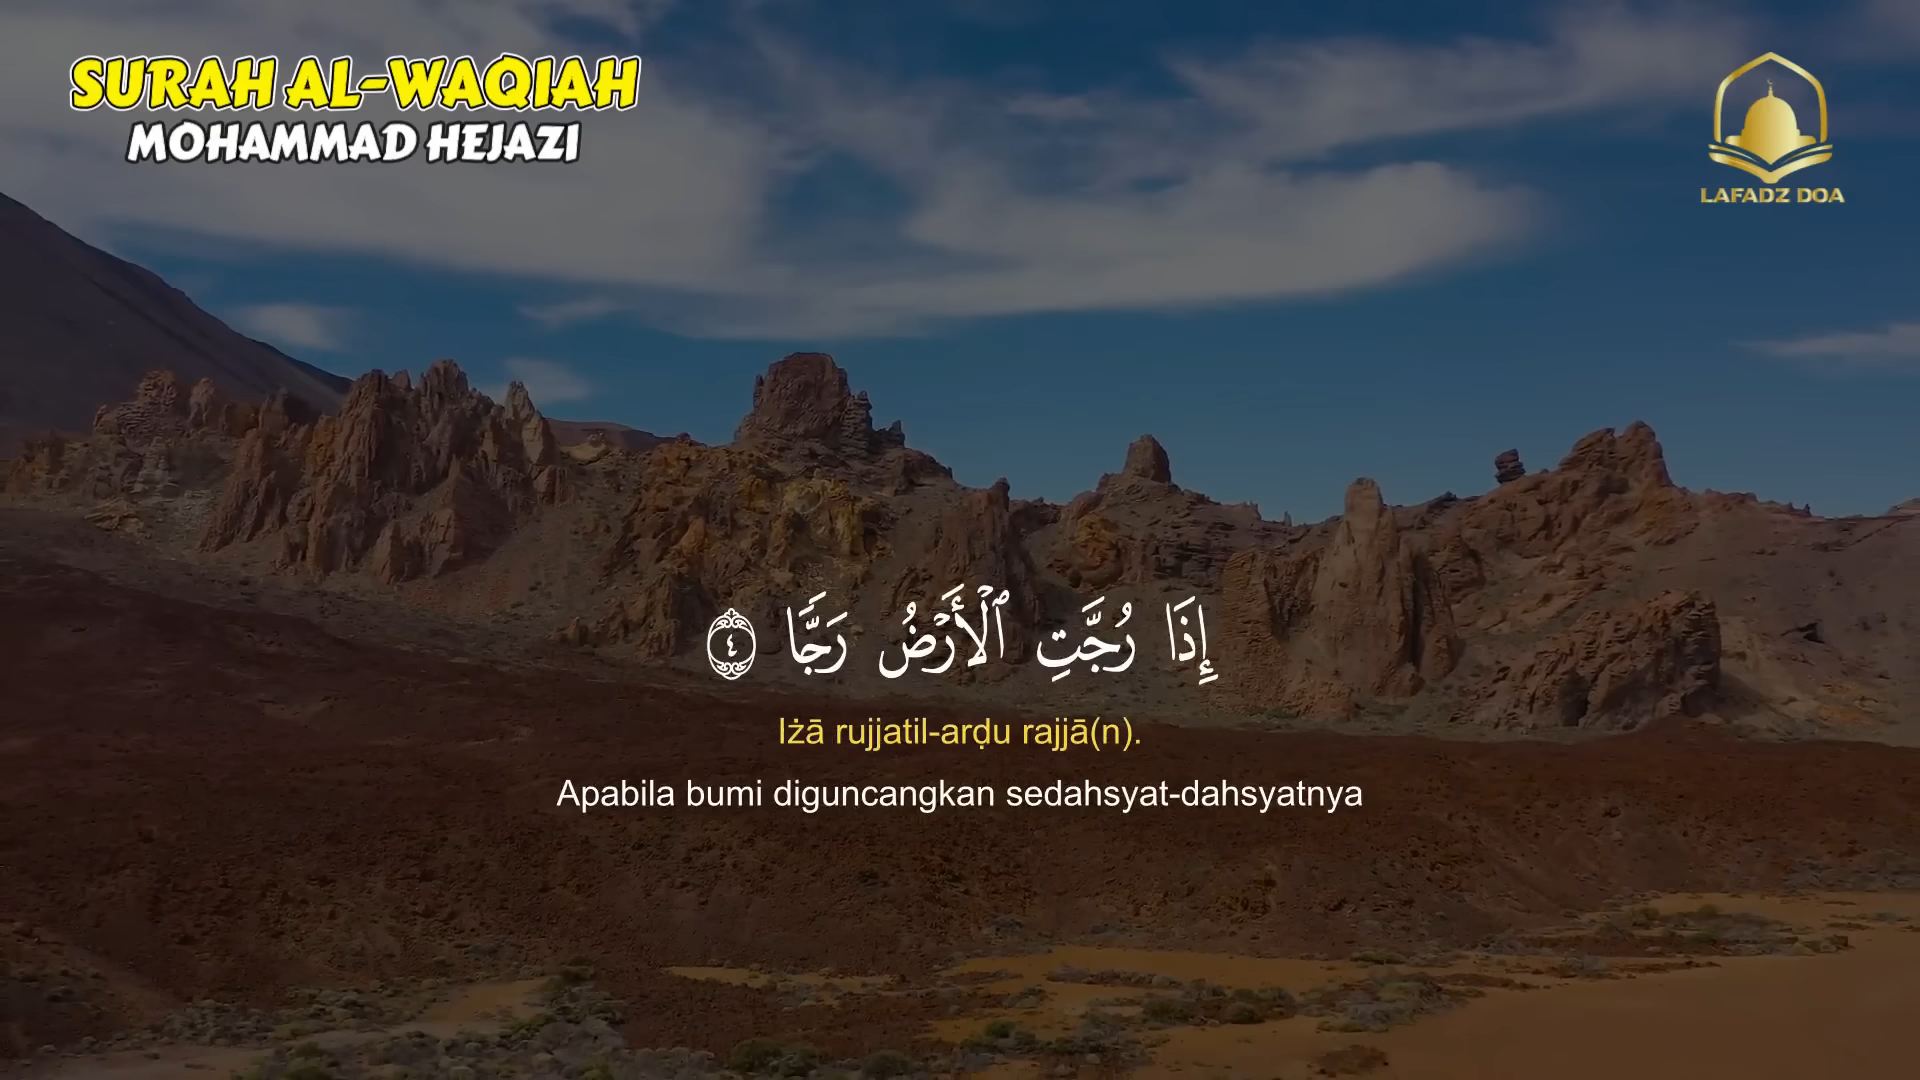 SURAH AL-WAQIAH
MOHAMMAD HEJAZI
LAFADZ DOA
إِذَا رُجَّتِ ٱلْأَرْضُ رَجًّا ٤
Iżā rujjatil-arḍu rajjā(n).
Apabila bumi diguncangkan sedahsyat-dahsyatnya